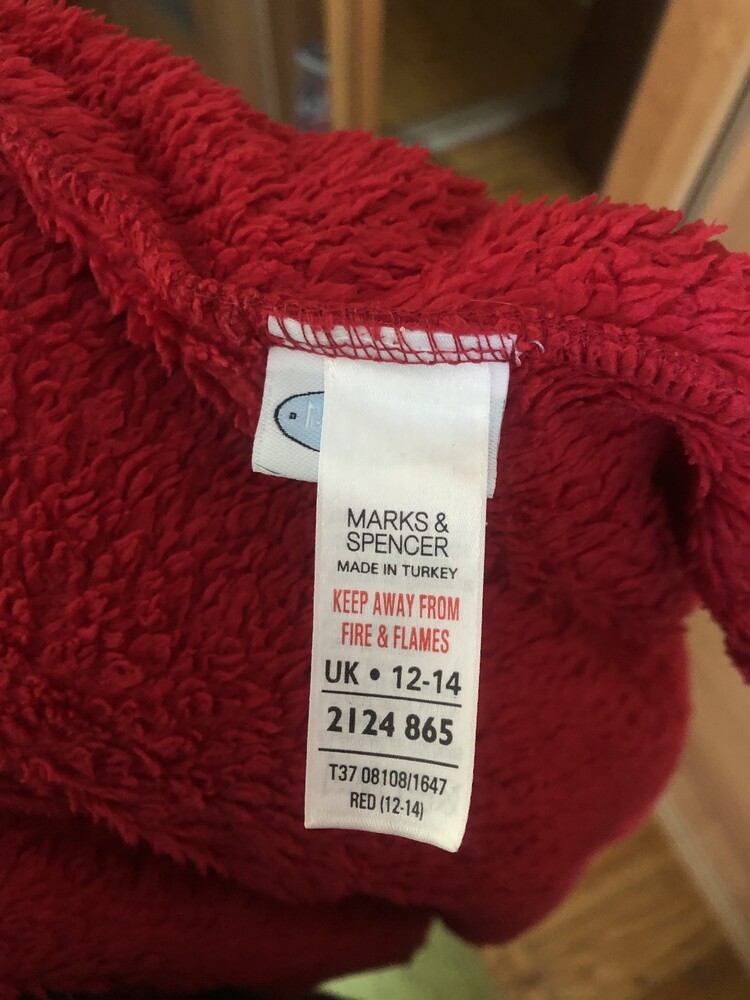 MARKS &
SPENCER
MADE IN TURKEY
KEEP AWAY FROM
FIRE & FLAMES
UK • 12-14
2124 865
T37 08108/1647
RED (12-14)